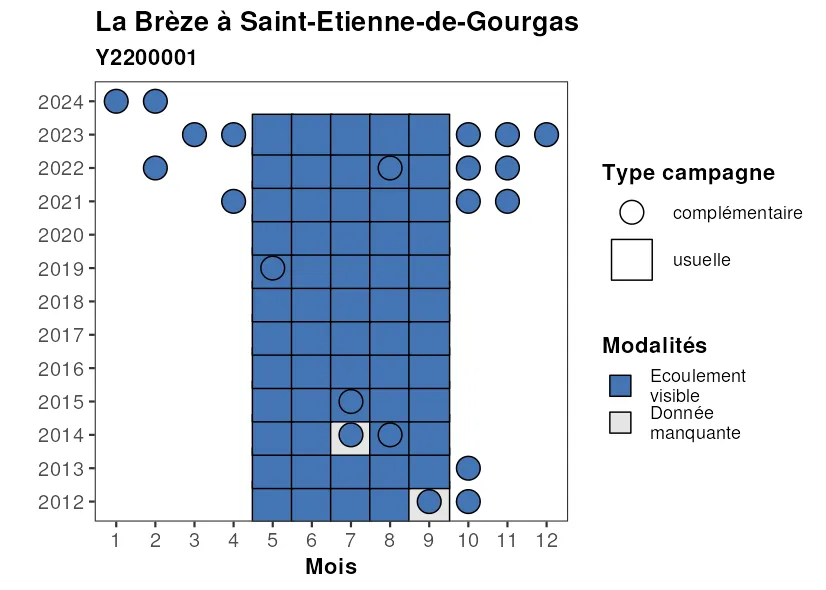 La Brèze à Saint-Etienne-de-Gourgas
Y2200001
2024
2023
2022
2021
2020
2019
2018
2017
2016
2015
2014
2013
2012
1 2 3 4 5 6 7 8 9 10 11 12
Mois
Type campagne
complémentaire
usuelle
Modalités
Ecoulement
visible
Donnée
manquante